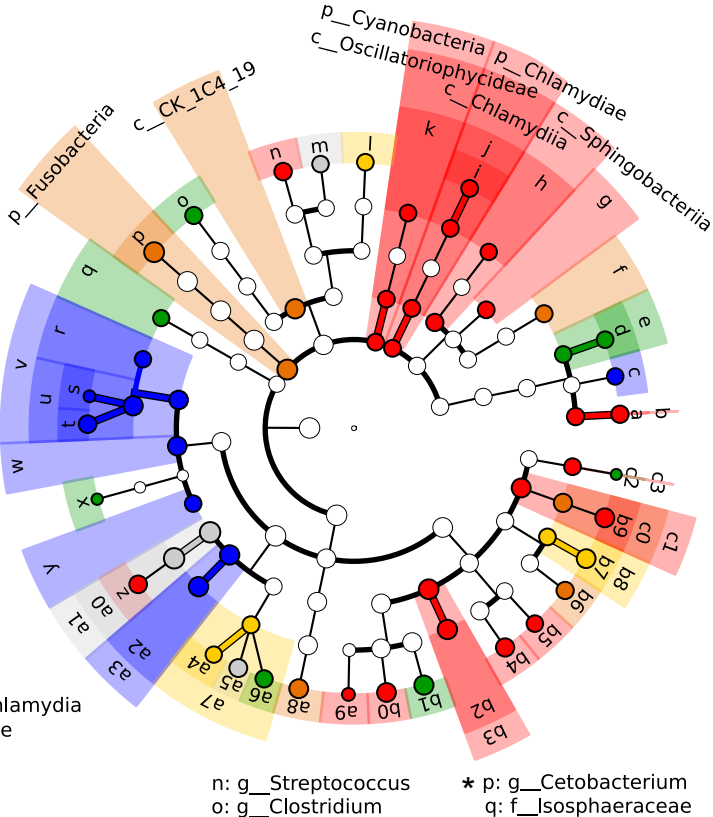 p__Cyanobacteria
c__Oscillatoriophycideae
p__Chlamydiae
c__Chlamydiia
c__Sphingobacteriia
c__CK_1C4_19
p__Fusobacteria
n
m
l
k
j
i
h
g
f
e
d
c
b
a
o
p
q
r
v
s
u
t
w
x
y
z
a0
a1
a2
a3
a4
a5
a6
a7
a8
a9
b0
b1
b2
b3
b4
b5
b6
b7
b8
b9
c0
c1
c2
c3
hlamydia
e
n: g__Streptococcus
o: g__Clostridium
* p: g__Cetobacterium
q: f__Isosphaeraceae